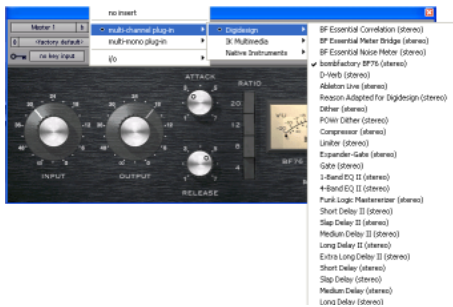 no insert
Master 1
multi-channel plug-in
Digidesign
<factory default>
multi-mono plug-in
IK Multimedia
no key input
i/o
Native Instruments
BF Essential Correlation (stereo)
BF Essential Meter Bridge (stereo)
BF Essential Noise Meter (stereo)
bombfactory BF76 (stereo)
D-Verb (stereo)
Ableton Live (stereo)
Reason Adapted for Digidesign (stereo)
Dither (stereo)
POWr Dither (stereo)
Compressor (stereo)
Limiter (stereo)
Expander-Gate (stereo)
Gate (stereo)
1-Band EQ II (stereo)
4-Band EQ II (stereo)
Funk Logic Mastererizer (stereo)
Short Delay II (stereo)
Slap Delay II (stereo)
Medium Delay II (stereo)
Long Delay II (stereo)
Extra Long Delay II (stereo)
Short Delay (stereo)
Slap Delay (stereo)
Medium Delay (stereo)
Long Delay (stereo)
ATTACK
RATIO
20
12
8
4
VU
BF76
INPUT
OUTPUT
RELEASE